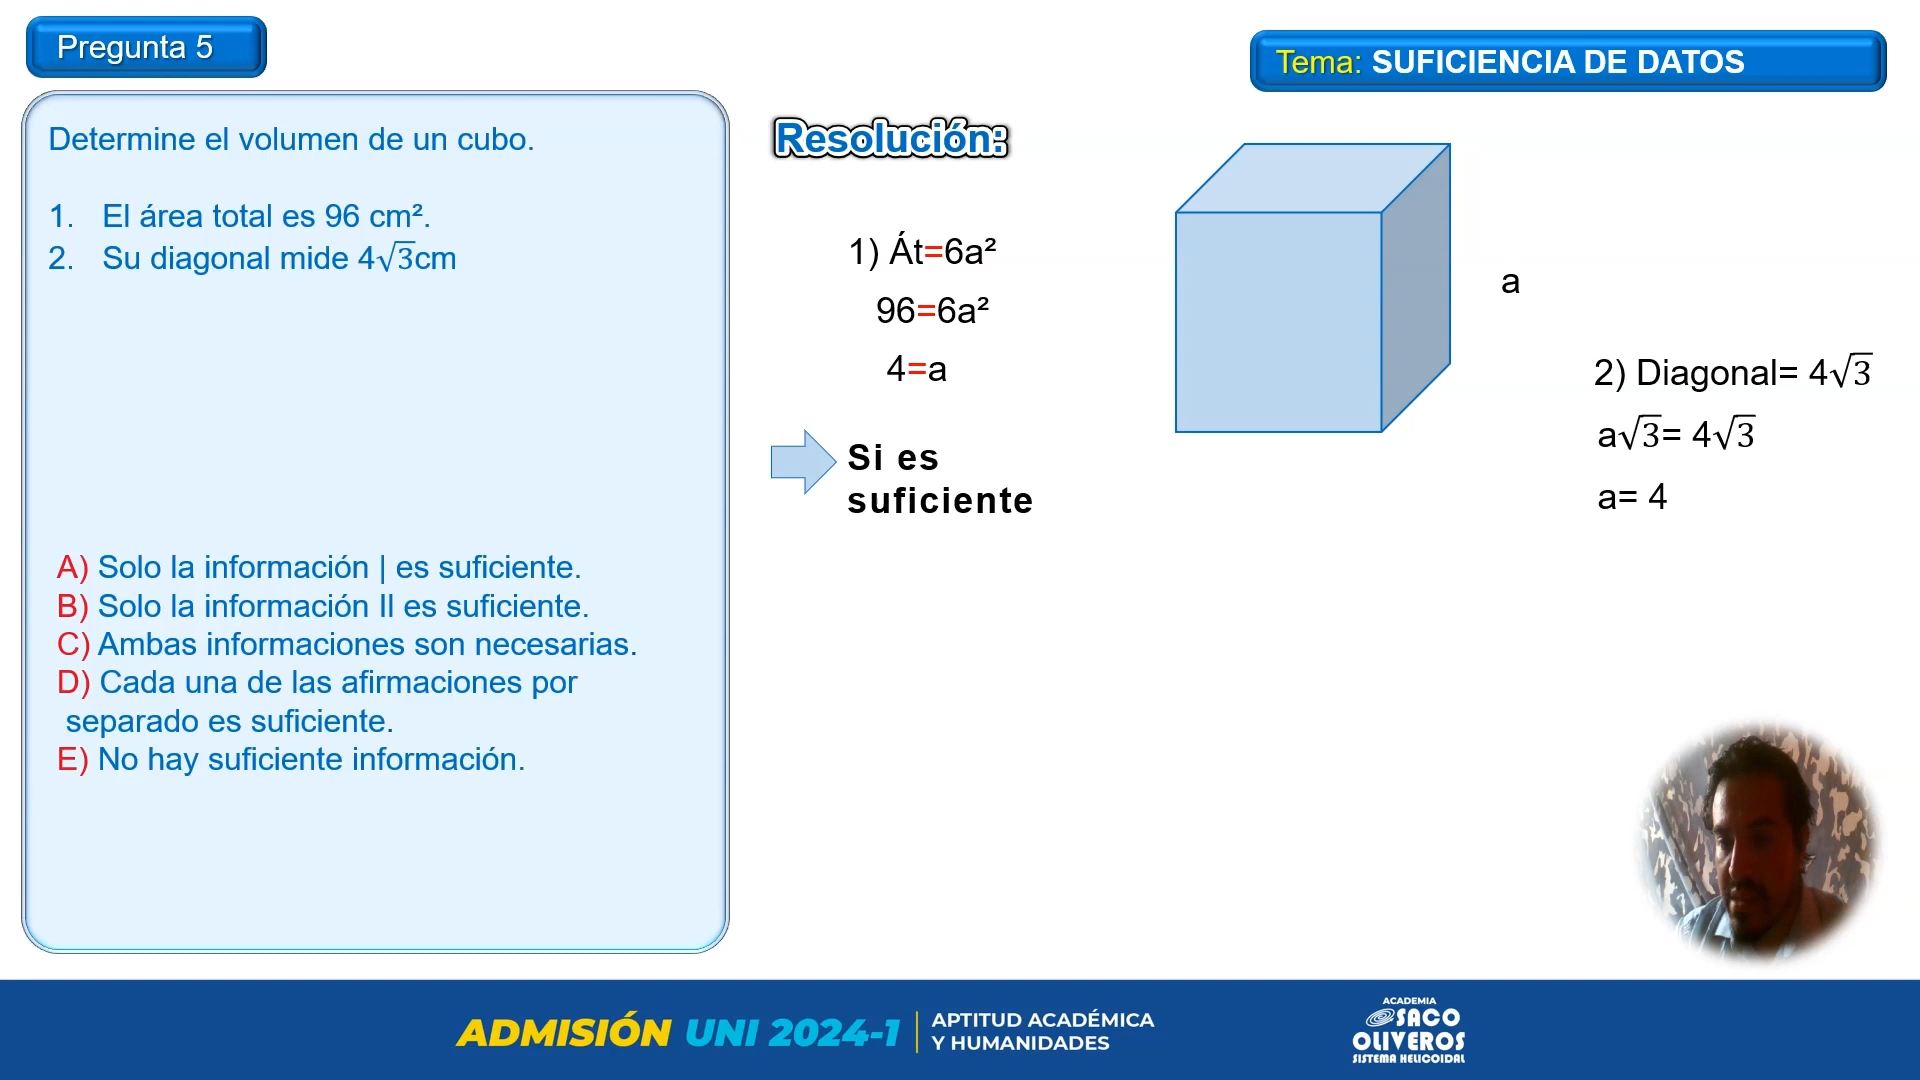 Pregunta 5
Tema: SUFICIENCIA DE DATOS
Determine el volumen de un cubo.
1. El área total es 96 cm².
2. Su diagonal mide 4√3cm
A) Solo la información | es suficiente.
B) Solo la información II es suficiente.
C) Ambas informaciones son necesarias.
D) Cada una de las afirmaciones por
separado es suficiente.
E) No hay suficiente información.
Resolución:
1) Át=6a²
96=6a²
4=a
Si es
suficiente
a
2) Diagonal= 4√3
a√3= 4√3
a= 4
ADMISIÓN UNI 2024-1
APTITUD ACADÉMICA
Y HUMANIDADES
ACADEMIA
SACO
OLIVEROS
SISTEMA HELICOIDAL